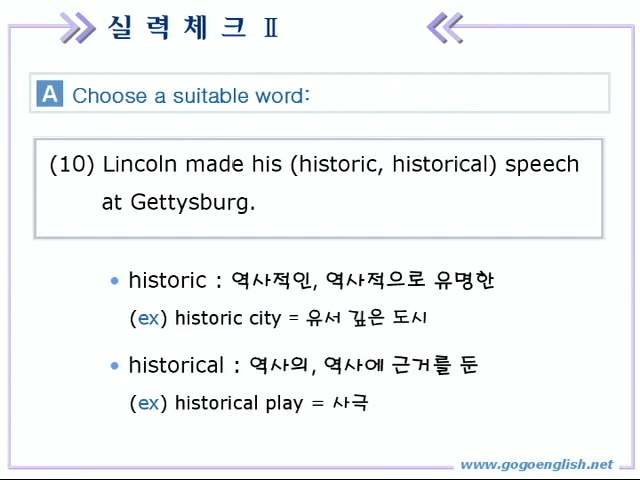 실 력 체 크 Ⅱ
A Choose a suitable word:
(10) Lincoln made his (historic, historical) speech
at Gettysburg.
• historic : 역사적인, 역사적으로 유명한
(ex) historic city = 유서 깊은 도시
• historical : 역사의, 역사에 근거를 둔
(ex) historical play = 사극
www.gogoenglish.net